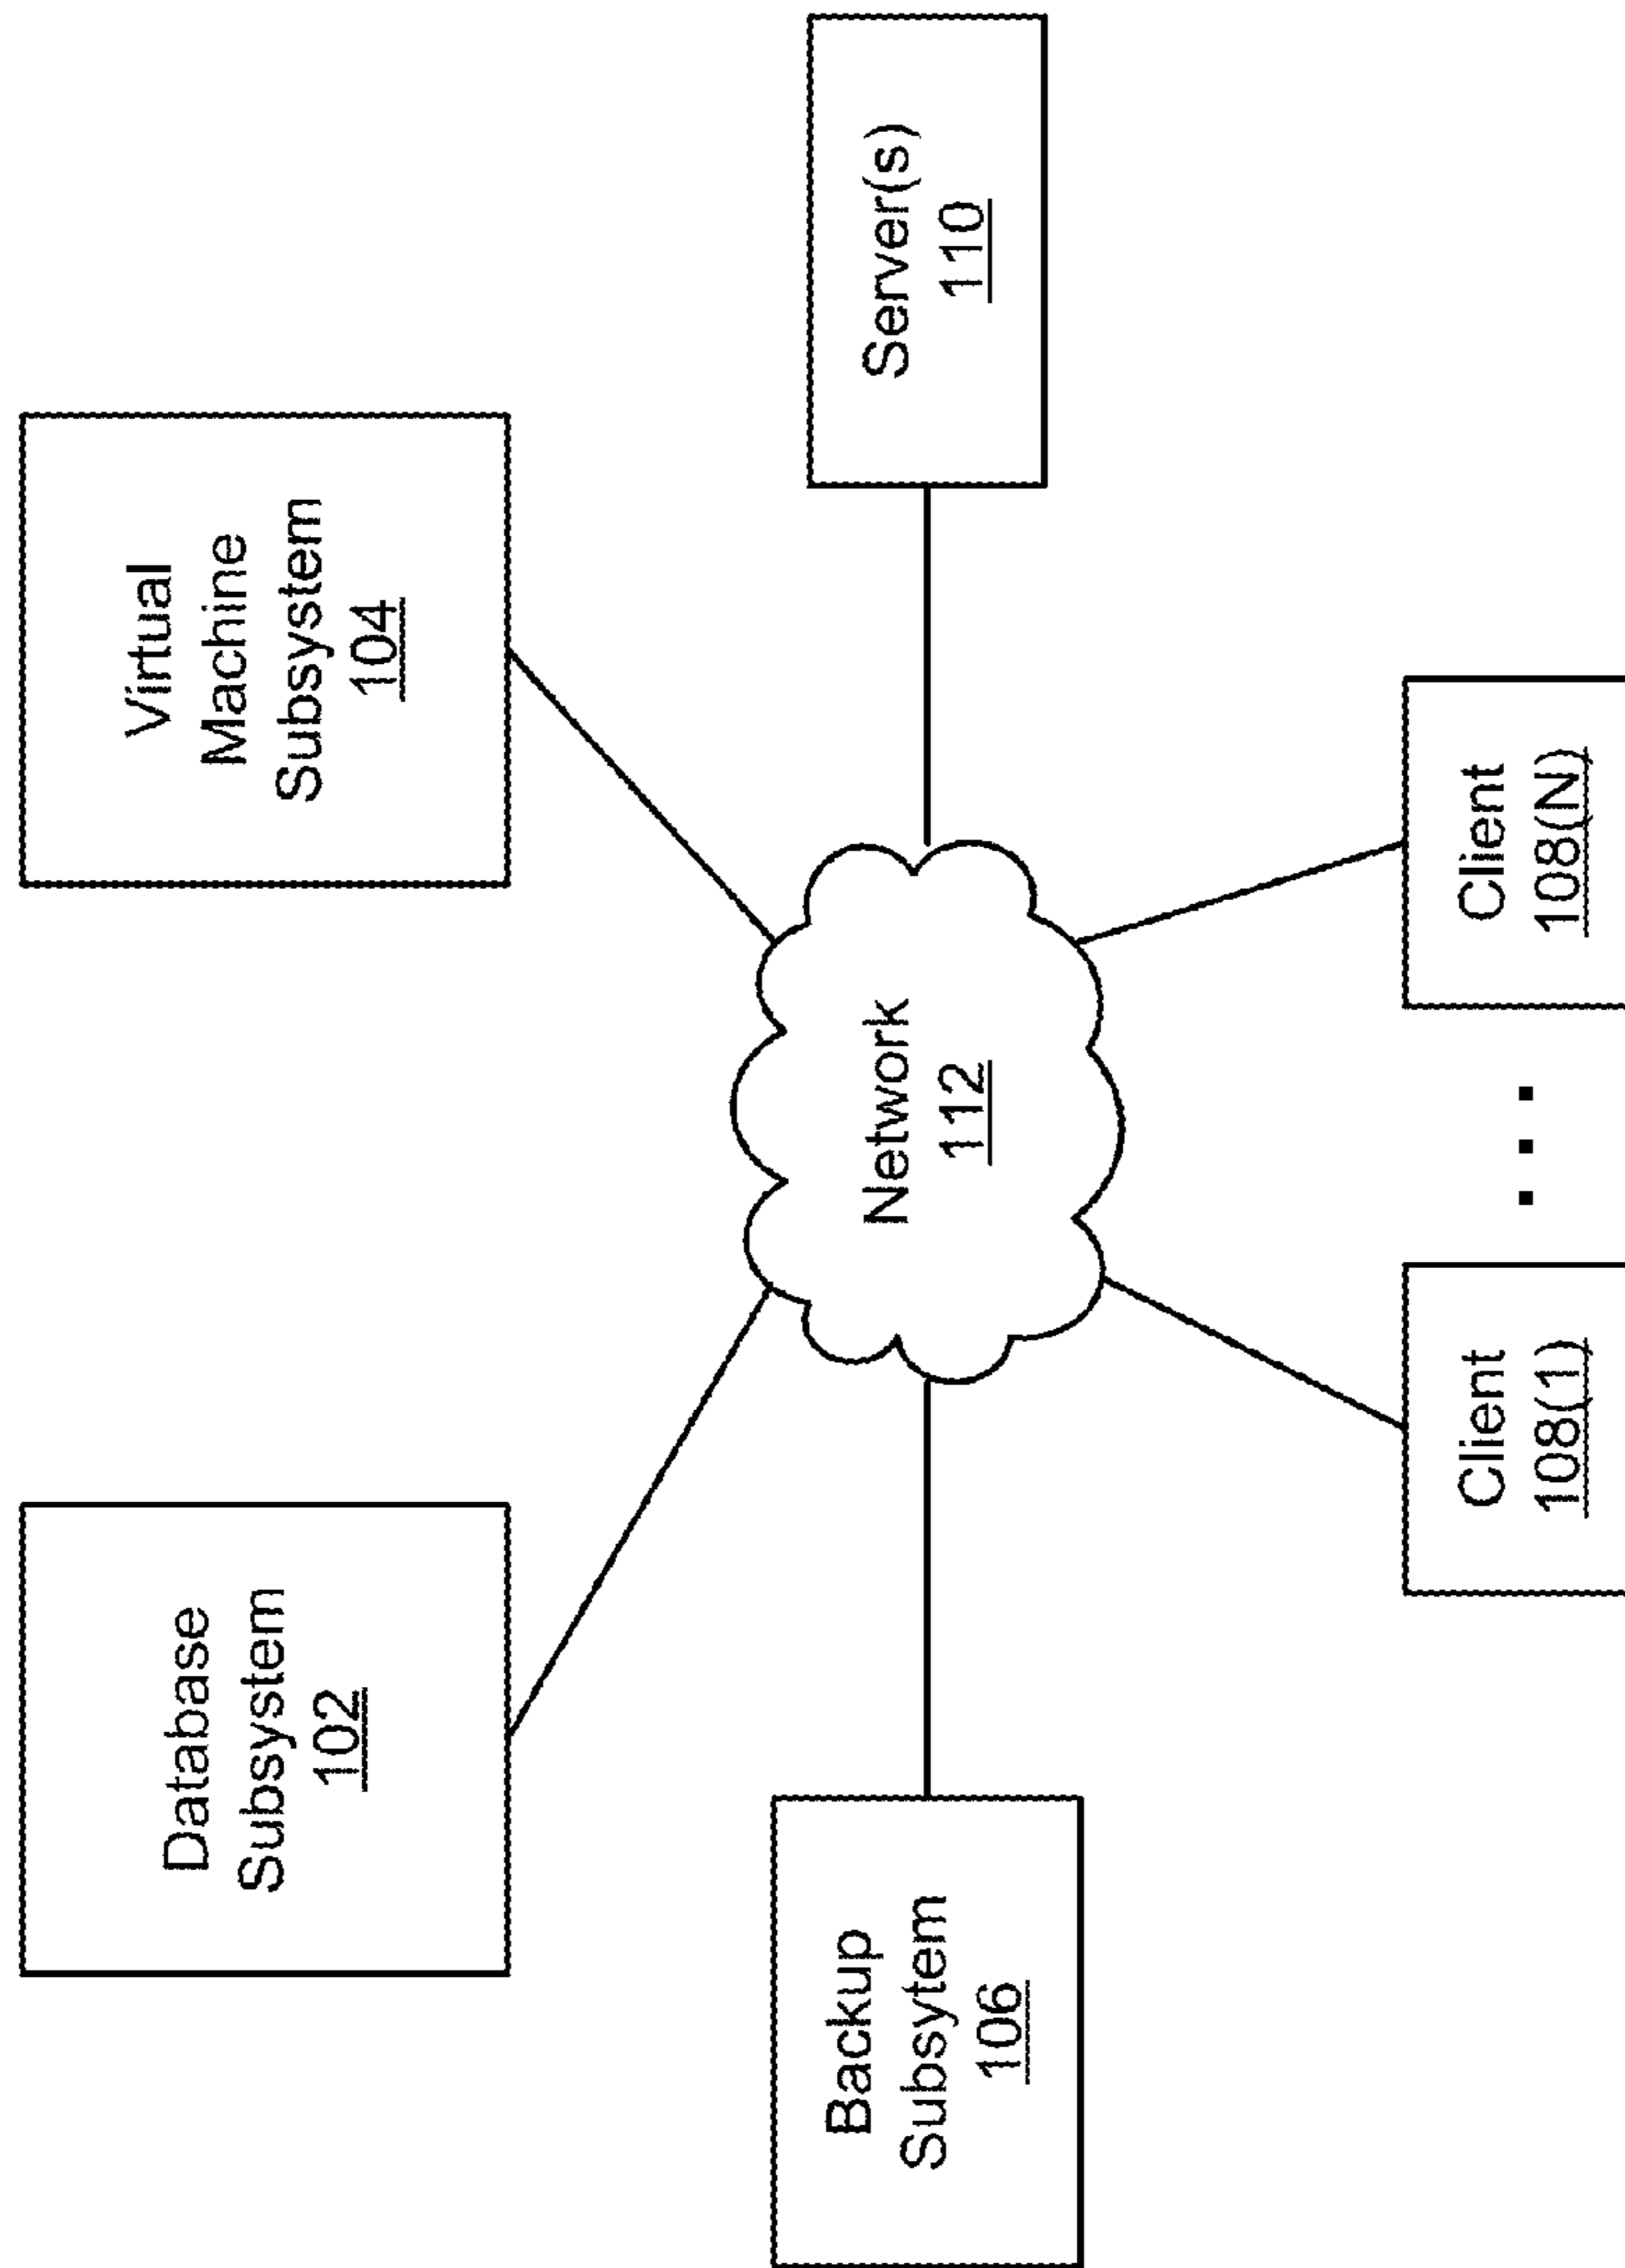 Database
Subsystem
102
Virtual
Machine
Subsystem
104
Backup
Subsytem
106
Network
112
Server(s)
110
Client
108(1)
. . .
Client
108(N)